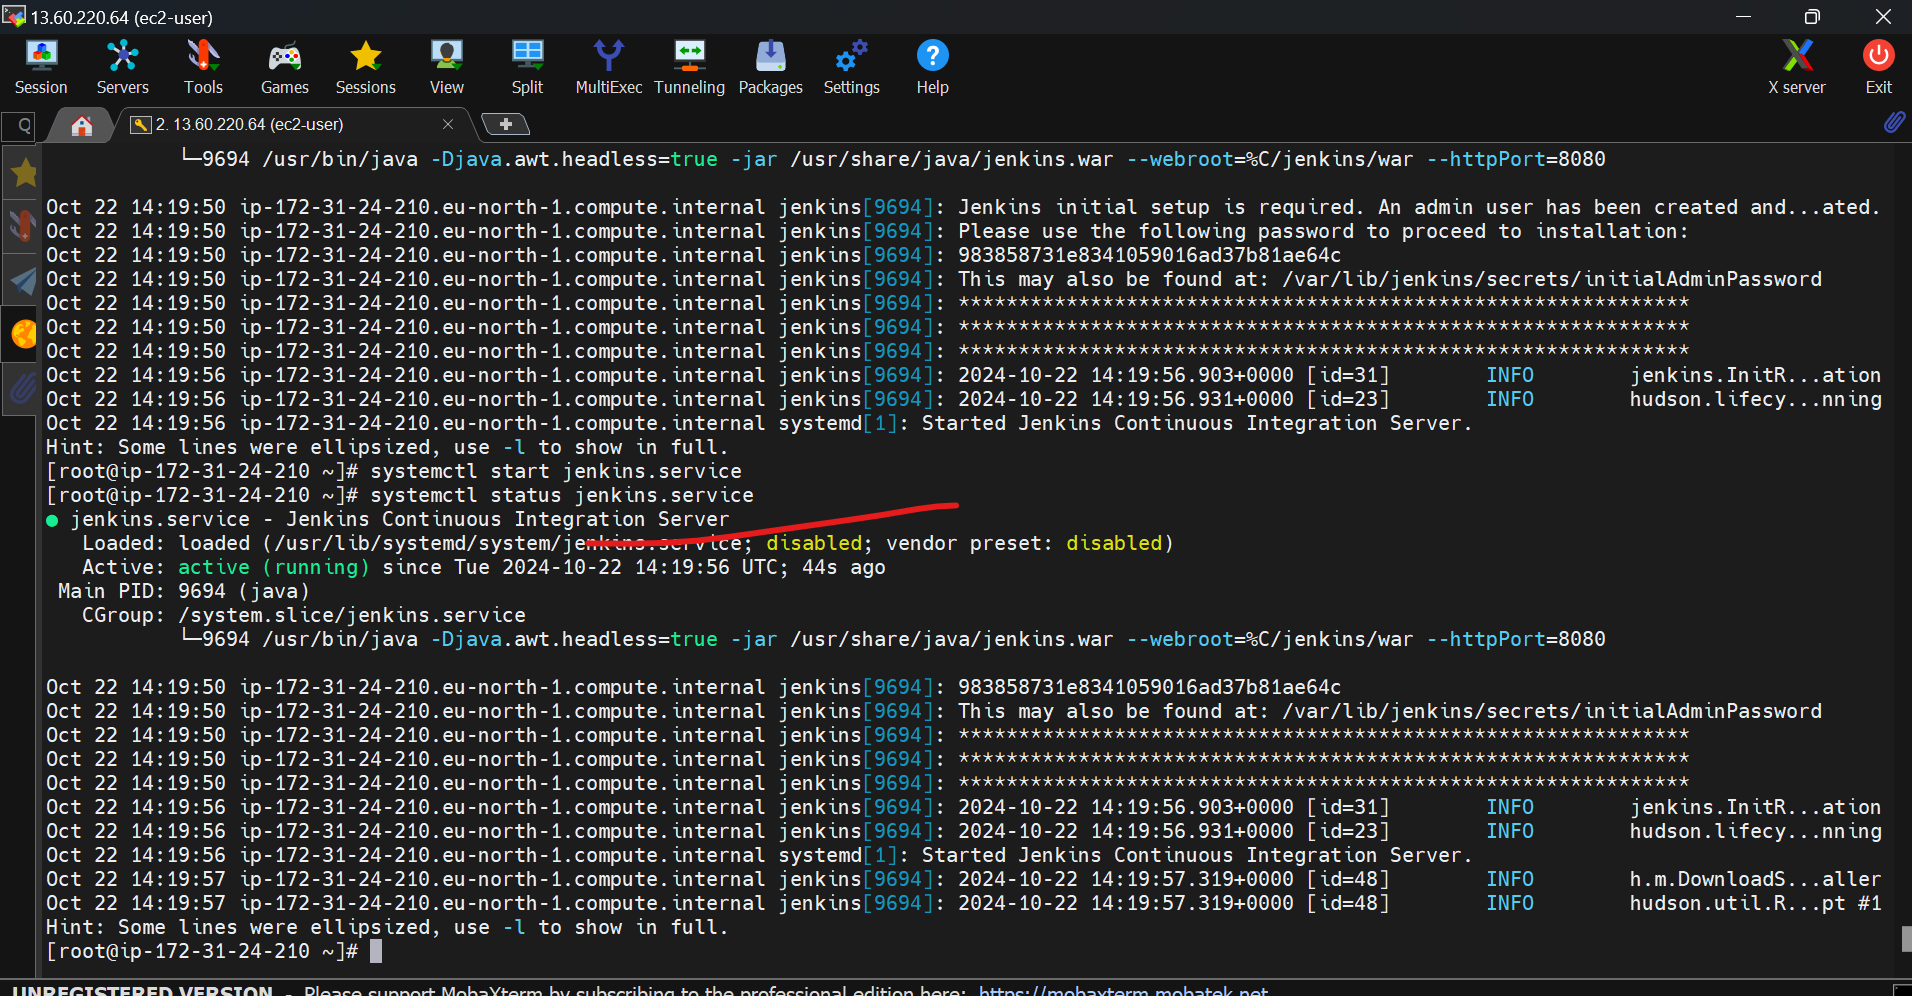 13.60.220.64 (ec2-user)
Session Servers Tools Games Sessions View Split MultiExec Tunneling Packages Settings Help X server Exit
2. 13.60.220.64 (ec2-user)
└─9694 /usr/bin/java -Djava.awt.headless=true -jar /usr/share/java/jenkins.war --webroot=%C/jenkins/war --httpPort=8080
Oct 22 14:19:50 ip-172-31-24-210.eu-north-1.compute.internal jenkins[9694]: Jenkins initial setup is required. An admin user has been created and...ated.
Oct 22 14:19:50 ip-172-31-24-210.eu-north-1.compute.internal jenkins[9694]: Please use the following password to proceed to installation:
Oct 22 14:19:50 ip-172-31-24-210.eu-north-1.compute.internal jenkins[9694]: 983858731e8341059016ad37b81ae64c
Oct 22 14:19:50 ip-172-31-24-210.eu-north-1.compute.internal jenkins[9694]: This may also be found at: /var/lib/jenkins/secrets/initialAdminPassword
Oct 22 14:19:50 ip-172-31-24-210.eu-north-1.compute.internal jenkins[9694]: *************************************************************
Oct 22 14:19:50 ip-172-31-24-210.eu-north-1.compute.internal jenkins[9694]: *************************************************************
Oct 22 14:19:50 ip-172-31-24-210.eu-north-1.compute.internal jenkins[9694]: *************************************************************
Oct 22 14:19:56 ip-172-31-24-210.eu-north-1.compute.internal jenkins[9694]: 2024-10-22 14:19:56.903+0000 [id=31] INFO jenkins.InitR...ation
Oct 22 14:19:56 ip-172-31-24-210.eu-north-1.compute.internal jenkins[9694]: 2024-10-22 14:19:56.931+0000 [id=23] INFO hudson.lifecy...nning
Oct 22 14:19:56 ip-172-31-24-210.eu-north-1.compute.internal systemd[1]: Started Jenkins Continuous Integration Server.
Hint: Some lines were ellipsized, use -l to show in full.
[root@ip-172-31-24-210 ~]# systemctl start jenkins.service
[root@ip-172-31-24-210 ~]# systemctl status jenkins.service
● jenkins.service - Jenkins Continuous Integration Server
Loaded: loaded (/usr/lib/systemd/system/jenkins.service; disabled; vendor preset: disabled)
Active: active (running) since Tue 2024-10-22 14:19:56 UTC; 44s ago
Main PID: 9694 (java)
CGroup: /system.slice/jenkins.service
└─9694 /usr/bin/java -Djava.awt.headless=true -jar /usr/share/java/jenkins.war --webroot=%C/jenkins/war --httpPort=8080
Oct 22 14:19:50 ip-172-31-24-210.eu-north-1.compute.internal jenkins[9694]: 983858731e8341059016ad37b81ae64c
Oct 22 14:19:50 ip-172-31-24-210.eu-north-1.compute.internal jenkins[9694]: This may also be found at: /var/lib/jenkins/secrets/initialAdminPassword
Oct 22 14:19:50 ip-172-31-24-210.eu-north-1.compute.internal jenkins[9694]: *************************************************************
Oct 22 14:19:50 ip-172-31-24-210.eu-north-1.compute.internal jenkins[9694]: *************************************************************
Oct 22 14:19:50 ip-172-31-24-210.eu-north-1.compute.internal jenkins[9694]: *************************************************************
Oct 22 14:19:56 ip-172-31-24-210.eu-north-1.compute.internal jenkins[9694]: 2024-10-22 14:19:56.903+0000 [id=31] INFO jenkins.InitR...ation
Oct 22 14:19:56 ip-172-31-24-210.eu-north-1.compute.internal jenkins[9694]: 2024-10-22 14:19:56.931+0000 [id=23] INFO hudson.lifecy...nning
Oct 22 14:19:56 ip-172-31-24-210.eu-north-1.compute.internal systemd[1]: Started Jenkins Continuous Integration Server.
Oct 22 14:19:57 ip-172-31-24-210.eu-north-1.compute.internal jenkins[9694]: 2024-10-22 14:19:57.319+0000 [id=48] INFO h.m.DownloadS...aller
Oct 22 14:19:57 ip-172-31-24-210.eu-north-1.compute.internal jenkins[9694]: 2024-10-22 14:19:57.319+0000 [id=48] INFO hudson.util.R...pt #1
Hint: Some lines were ellipsized, use -l to show in full.
[root@ip-172-31-24-210 ~]#
UNREGISTERED VERSION - Please support MobaXterm by subscribing to the professional edition here: https://mobaxterm.mobatek.net